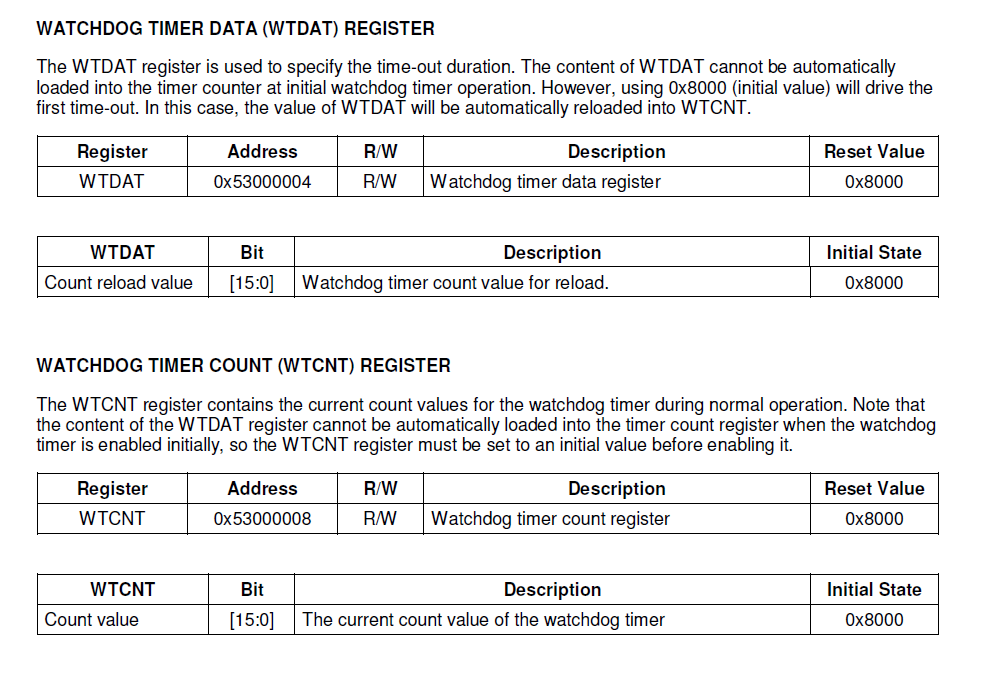 WATCHDOG TIMER DATA (WTDAT) REGISTER
The WTDAT register is used to specify the time-out duration. The content of WTDAT cannot be automatically
loaded into the timer counter at initial watchdog timer operation. However, using 0x8000 (initial value) will drive the
first time-out. In this case, the value of WTDAT will be automatically reloaded into WTCNT.
Register Address R/W Description Reset Value
WTDAT 0x53000004 R/W Watchdog timer data register 0x8000
WTDAT Bit Description Initial State
Count reload value [15:0] Watchdog timer count value for reload. 0x8000
WATCHDOG TIMER COUNT (WTCNT) REGISTER
The WTCNT register contains the current count values for the watchdog timer during normal operation. Note that
the content of the WTDAT register cannot be automatically loaded into the timer count register when the watchdog
timer is enabled initially, so the WTCNT register must be set to an initial value before enabling it.
Register Address R/W Description Reset Value
WTCNT 0x53000008 R/W Watchdog timer count register 0x8000
WTCNT Bit Description Initial State
Count value [15:0] The current count value of the watchdog timer 0x8000